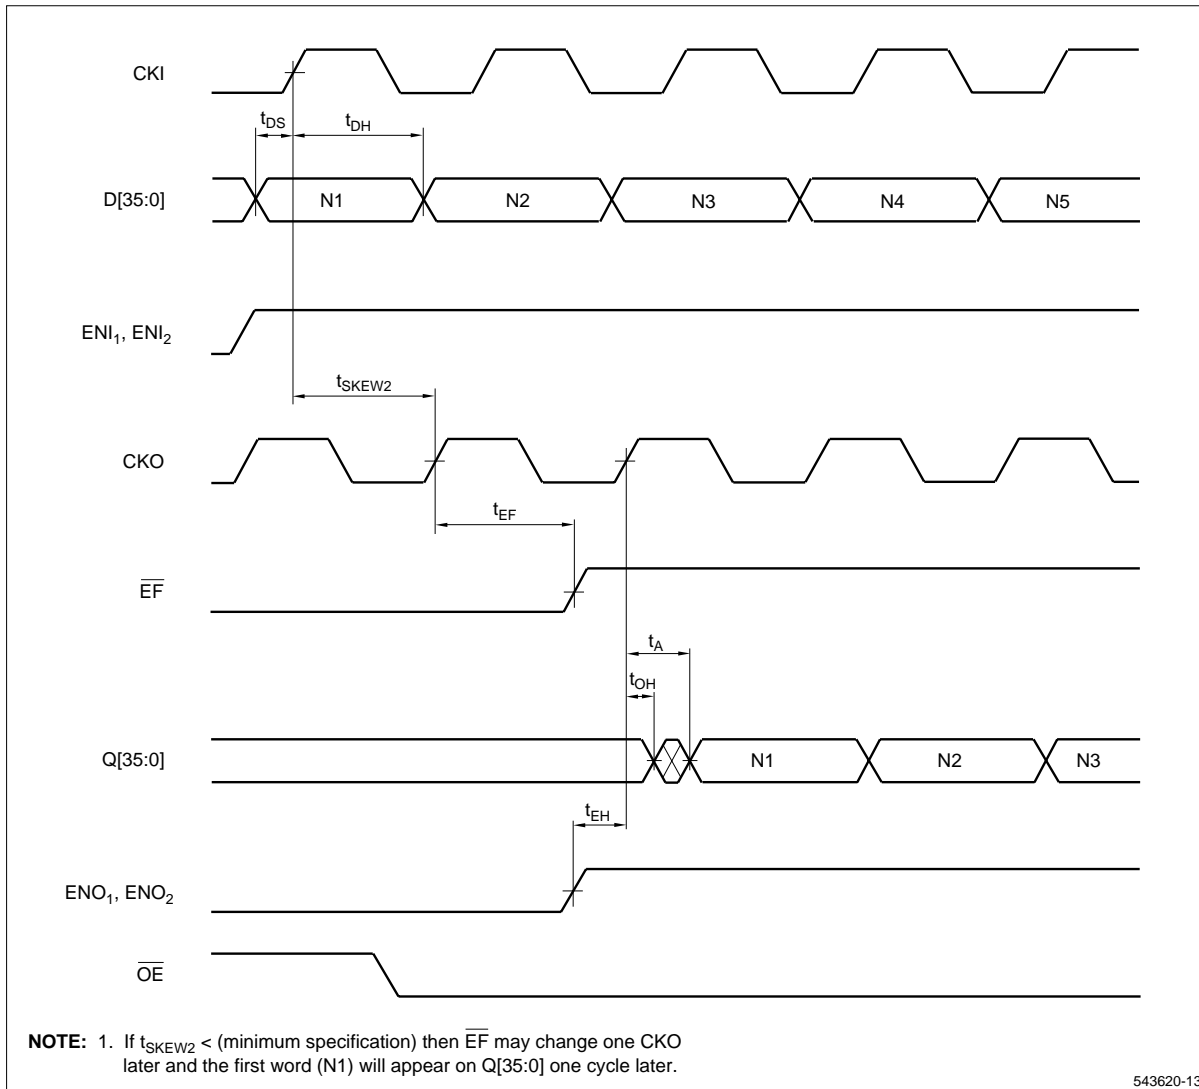 CKI
tDS
tDH
D[35:0]
N1
N2
N3
N4
N5
ENI1, ENI2
tSKEW2
CKO
tEF
EF
tA
tOH
Q[35:0]
N1
N2
N3
tEH
ENO1, ENO2
OE
NOTE: 1. If tSKEW2 < (minimum specification) then EF may change one CKO
later and the first word (N1) will appear on Q[35:0] one cycle later.
543620-13